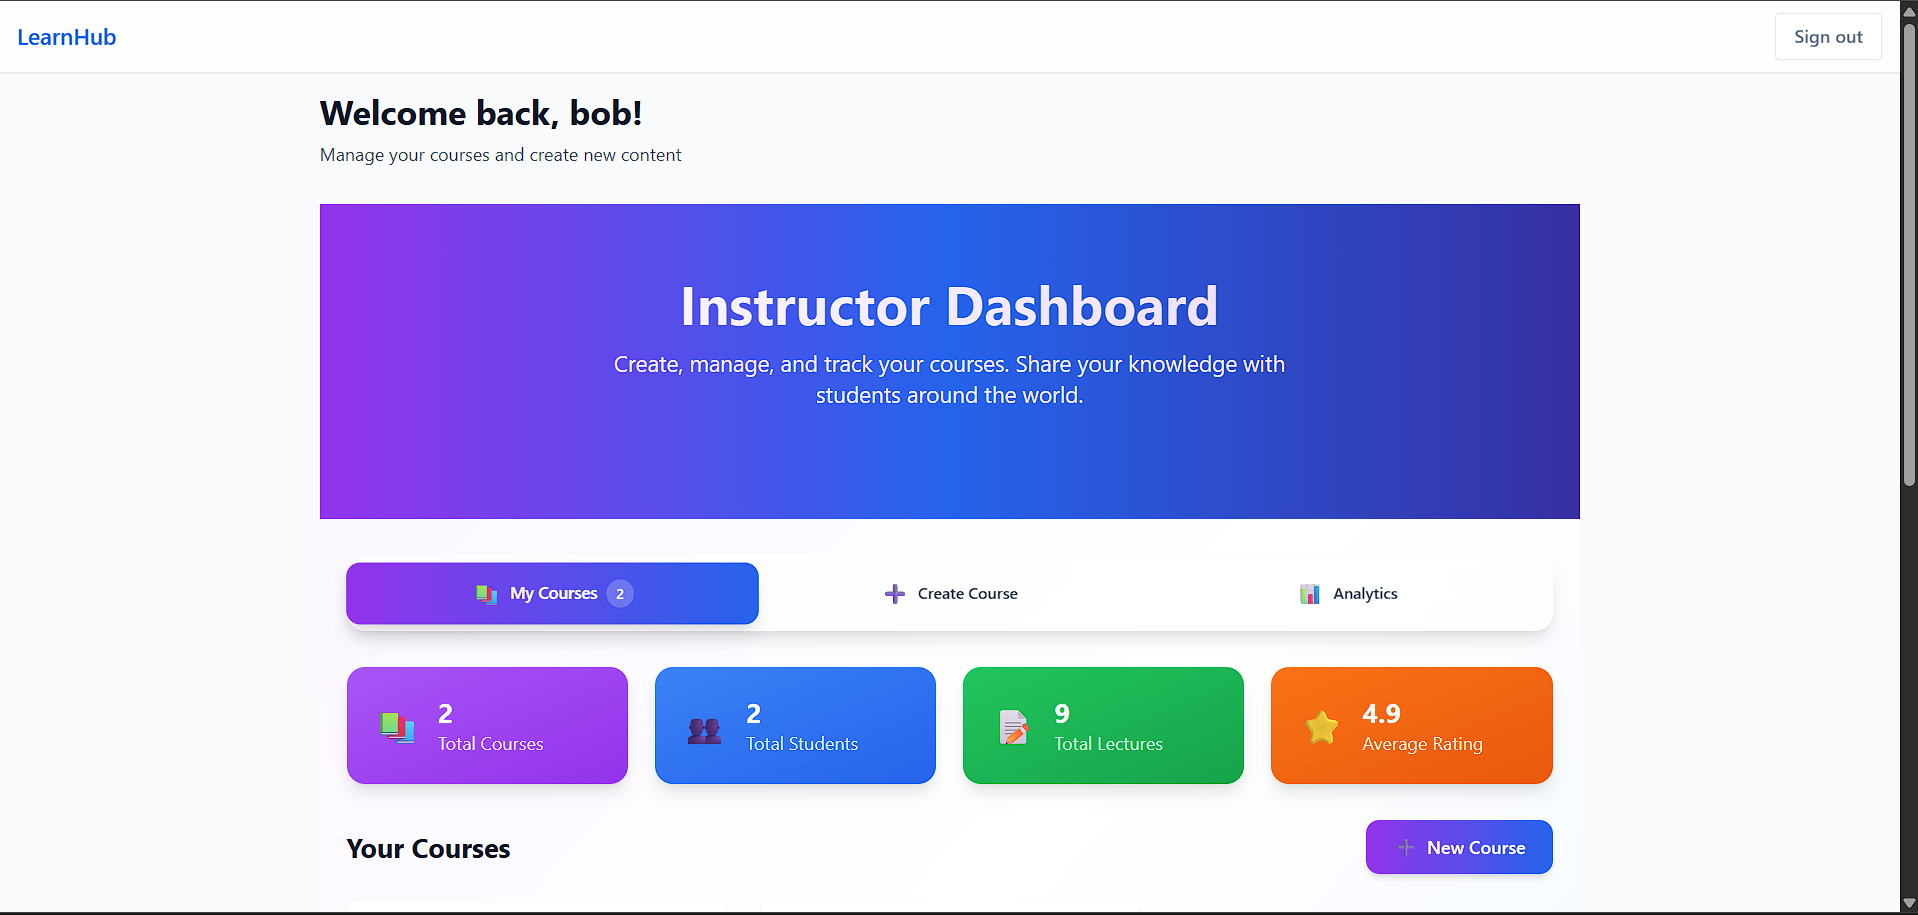 LearnHub
Sign out
Welcome back, bob!
Manage your courses and create new content
Instructor Dashboard
Create, manage, and track your courses. Share your knowledge with
students around the world.
My Courses 2
Create Course
Analytics
2
Total Courses
2
Total Students
9
Total Lectures
4.9
Average Rating
Your Courses
New Course